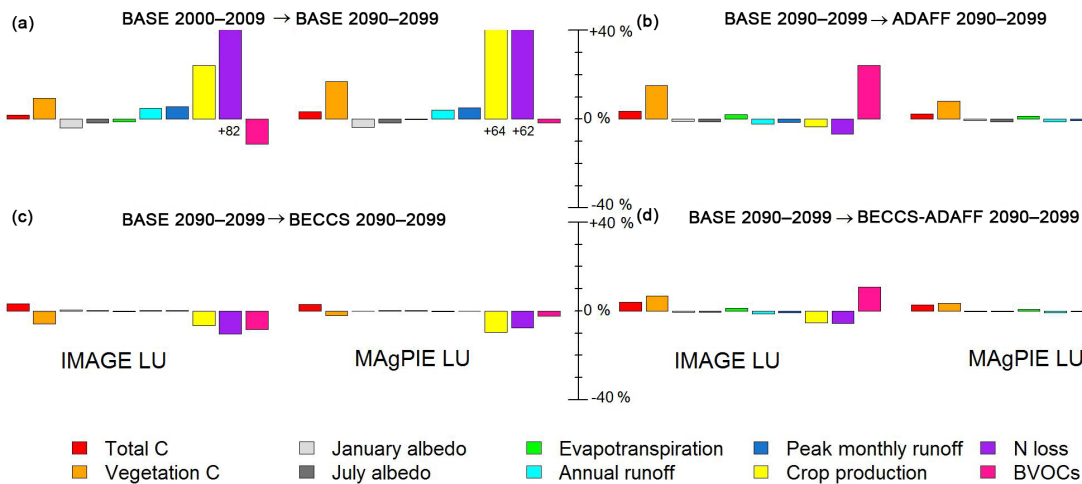 (a) BASE 2000–2009 → BASE 2090–2099
+82
+64 +62
+40 %
0 %
-40 %
(b) BASE 2090–2099 → ADAFF 2090–2099
(c) BASE 2090–2099 → BECCS 2090–2099
IMAGE LU MAgPIE LU
+40 %
0 %
-40 %
(d) BASE 2090–2099 → BECCS-ADAFF 2090–2099
IMAGE LU MAgPIE LU
Total C January albedo Evapotranspiration Peak monthly runoff N loss
Vegetation C July albedo Annual runoff Crop production BVOCs